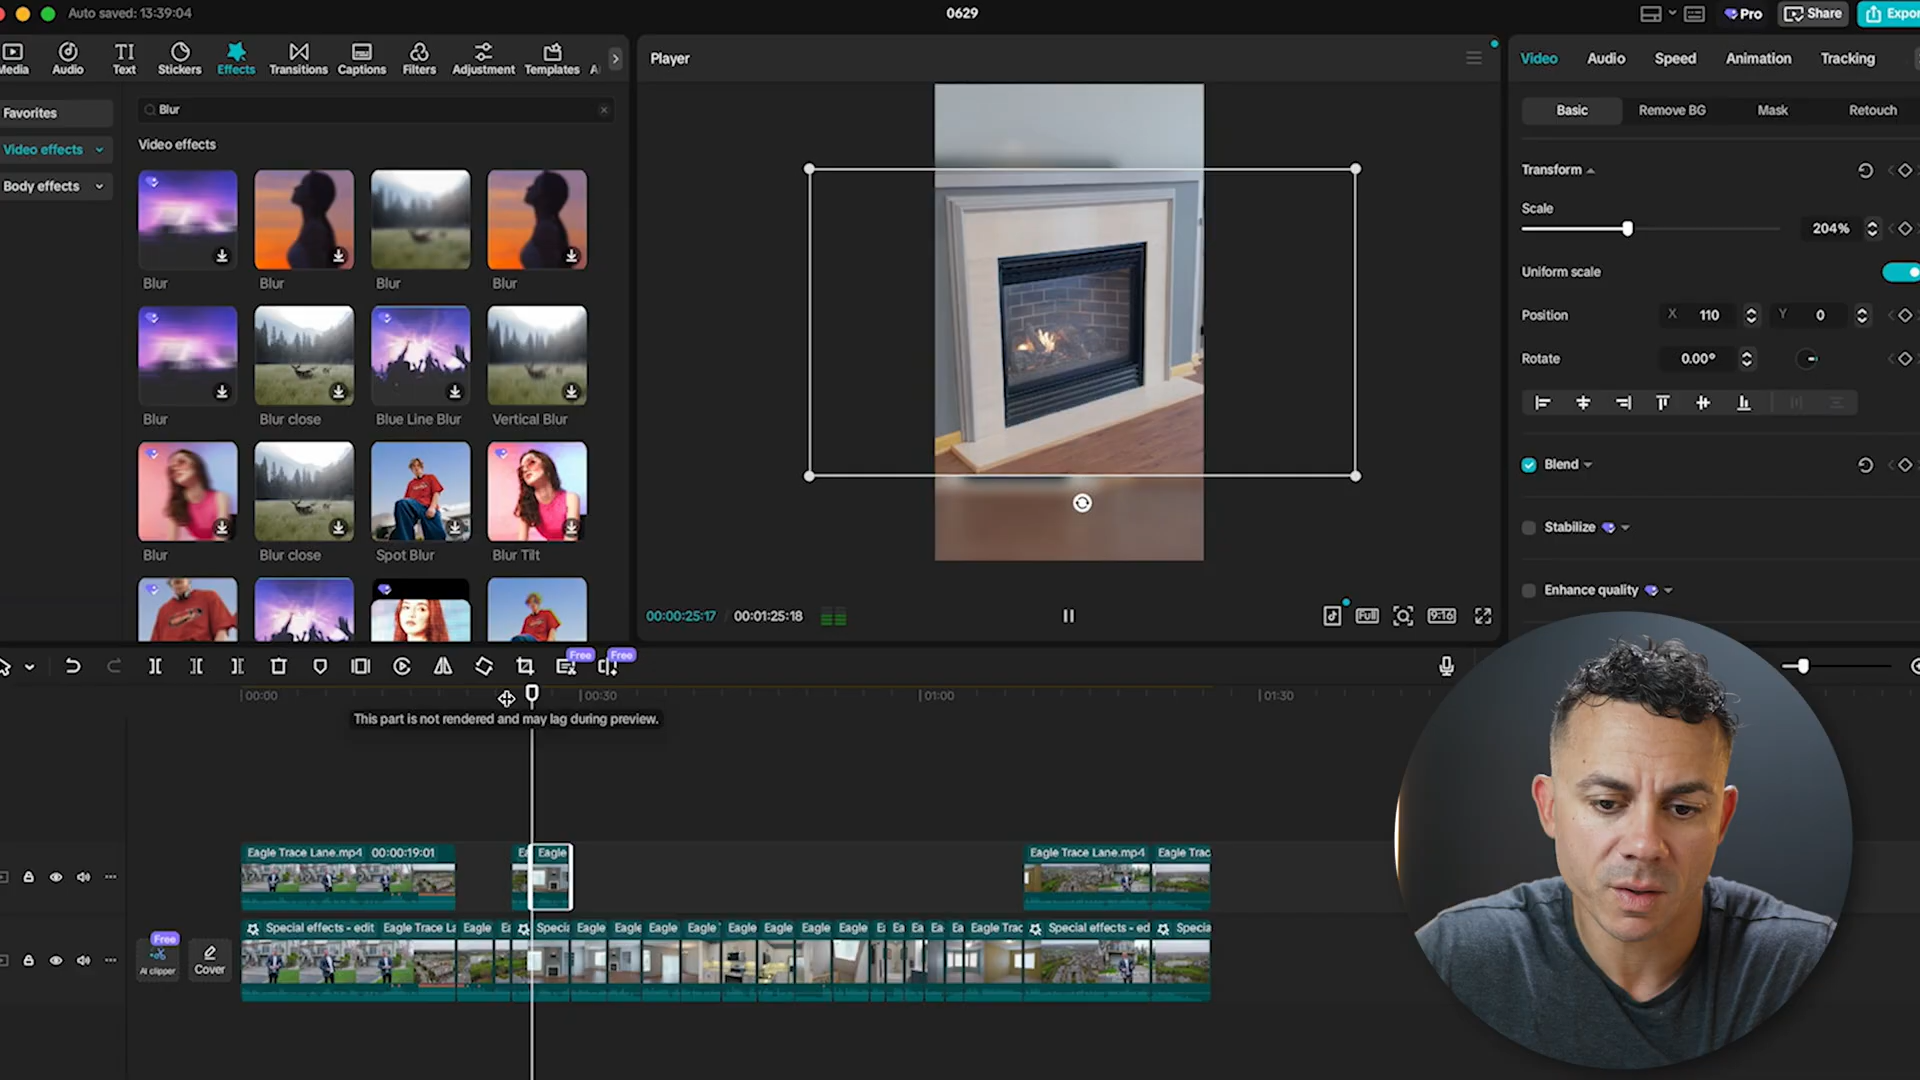 Auto saved: 13:39:04
0629
Pro
Share
Export
Media
Audio
Text
Stickers
Effects
Transitions
Captions
Filters
Adjustment
Templates
Player
Video
Audio
Speed
Animation
Tracking
Favorites
Video effects
Body effects
Blur
Video effects
Blur
Blur
Blur
Blur
Blur
Blur close
Blue Line Blur
Vertical Blur
Blur
Blur close
Spot Blur
Blur Tilt
Basic
Remove BG
Mask
Retouch
Transform
Scale
204%
Uniform scale
Position
X 110
Y 0
Rotate
0.00°
Blend
Stabilize
Enhance quality
00:00:25:17 / 00:01:25:18
Full
9:16
Free
Free
00:00
00:30
01:00
01:30
This part is not rendered and may lag during preview.
Eagle Trace Lane.mp4 00:00:19:01
Ea
Eagle
Eagle Trace Lane.mp4
Eagle Trac
Free
AI clipper
Cover
Special effects - edit
Eagle Trace La
Eagle
Ea
Specia
Eagle
Eagle
Eagle
Eagle
Eagle
Eagle
Eagle
Eagle
Ea
Ea
Ea
Ea
Ea
Eagle Trac
Special effects - ed
Specia